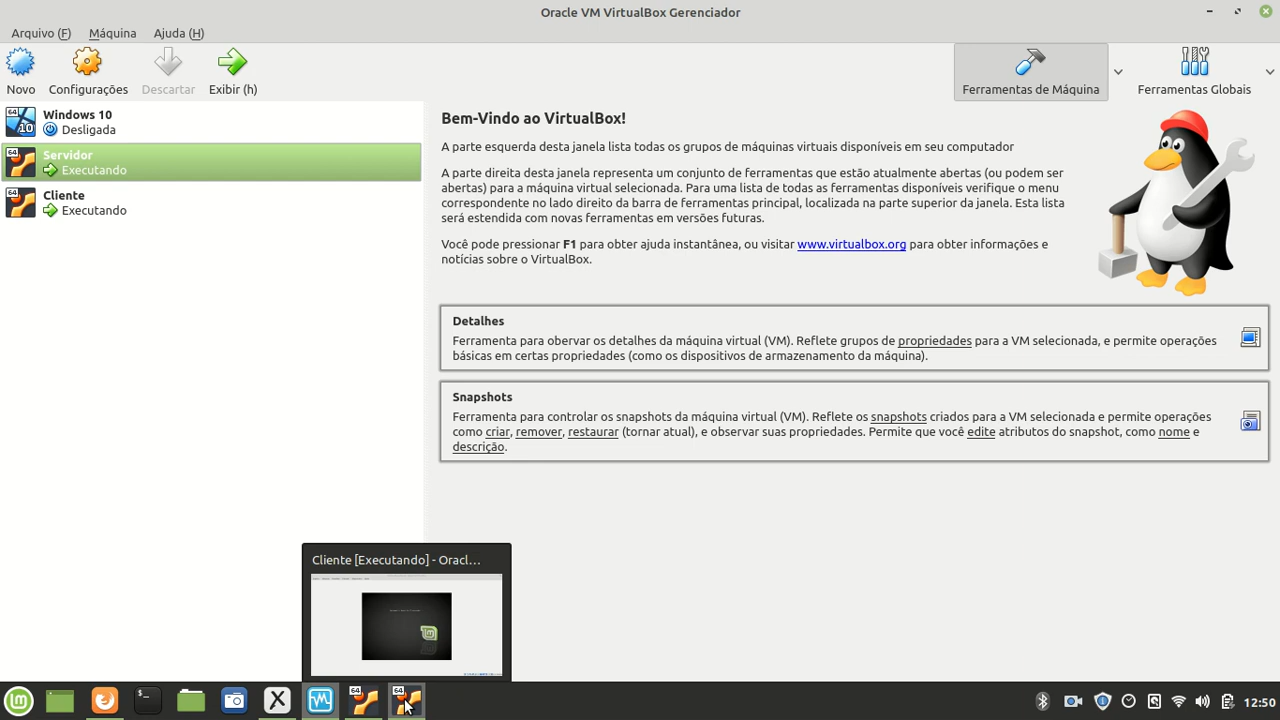 Oracle VM VirtualBox Gerenciador
Arquivo (F) Máquina Ajuda (H)
Novo Configurações Descartar Exibir (h) Ferramentas de Máquina Ferramentas Globais
64
10
Windows 10
Desligada
64
Servidor
Executando
64
Cliente
Executando
Bem-Vindo ao VirtualBox!
A parte esquerda desta janela lista todas os grupos de máquinas virtuais disponíveis em seu computador
A parte direita desta janela representa um conjunto de ferramentas que estão atualmente abertas (ou podem ser
abertas) para a máquina virtual selecionada. Para uma lista de todas as ferramentas disponíveis verifique o menu
correspondente no lado direito da barra de ferramentas principal, localizada na parte superior da janela. Esta lista
será estendida com novas ferramentas em versões futuras.
Você pode pressionar F1 para obter ajuda instantânea, ou visitar www.virtualbox.org para obter informações e
notícias sobre o VirtualBox.
Detalhes
Ferramenta para obervar os detalhes da máquina virtual (VM). Reflete grupos de propriedades para a VM selecionada, e permite operações
básicas em certas propriedades (como os dispositivos de armazenamento da máquina).
Snapshots
Ferramenta para controlar os snapshots da máquina virtual (VM). Reflete os snapshots criados para a VM selecionada e permite operações
como criar, remover, restaurar (tornar atual), e observar suas propriedades. Permite que você edite atributos do snapshot, como nome e
descrição.
Cliente [Executando] - Oracl...
64 64
12:50